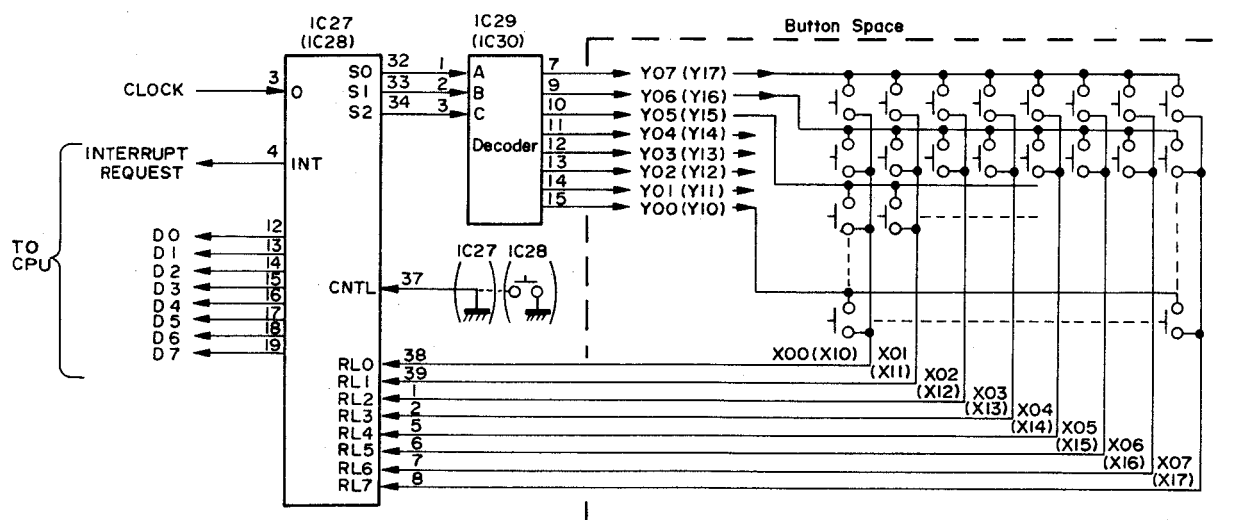 IC27
(IC28)
IC29
(IC30)
Button Space
CLOCK
3
O
S0
32
1
A
S1
33
2
B
S2
34
3
C
Decoder
7
Y07 (Y17)
9
Y06 (Y16)
10
Y05 (Y15)
11
Y04 (Y14)
12
Y03 (Y13)
13
Y02 (Y12)
14
Y01 (Y11)
15
Y00 (Y10)
INTERRUPT
REQUEST
4
INT
TO
CPU
D0
12
D1
13
D2
14
D3
15
D4
16
D5
17
D6
18
D7
19
CNTL
37
(IC27)
(IC28)
RL0
38
RL1
39
RL2
1
RL3
2
RL4
5
RL5
6
RL6
7
RL7
8
X00 (X10)
X01
(X11)
X02
(X12)
X03
(X13)
X04
(X14)
X05
(X15)
X06
(X16)
X07
(X17)